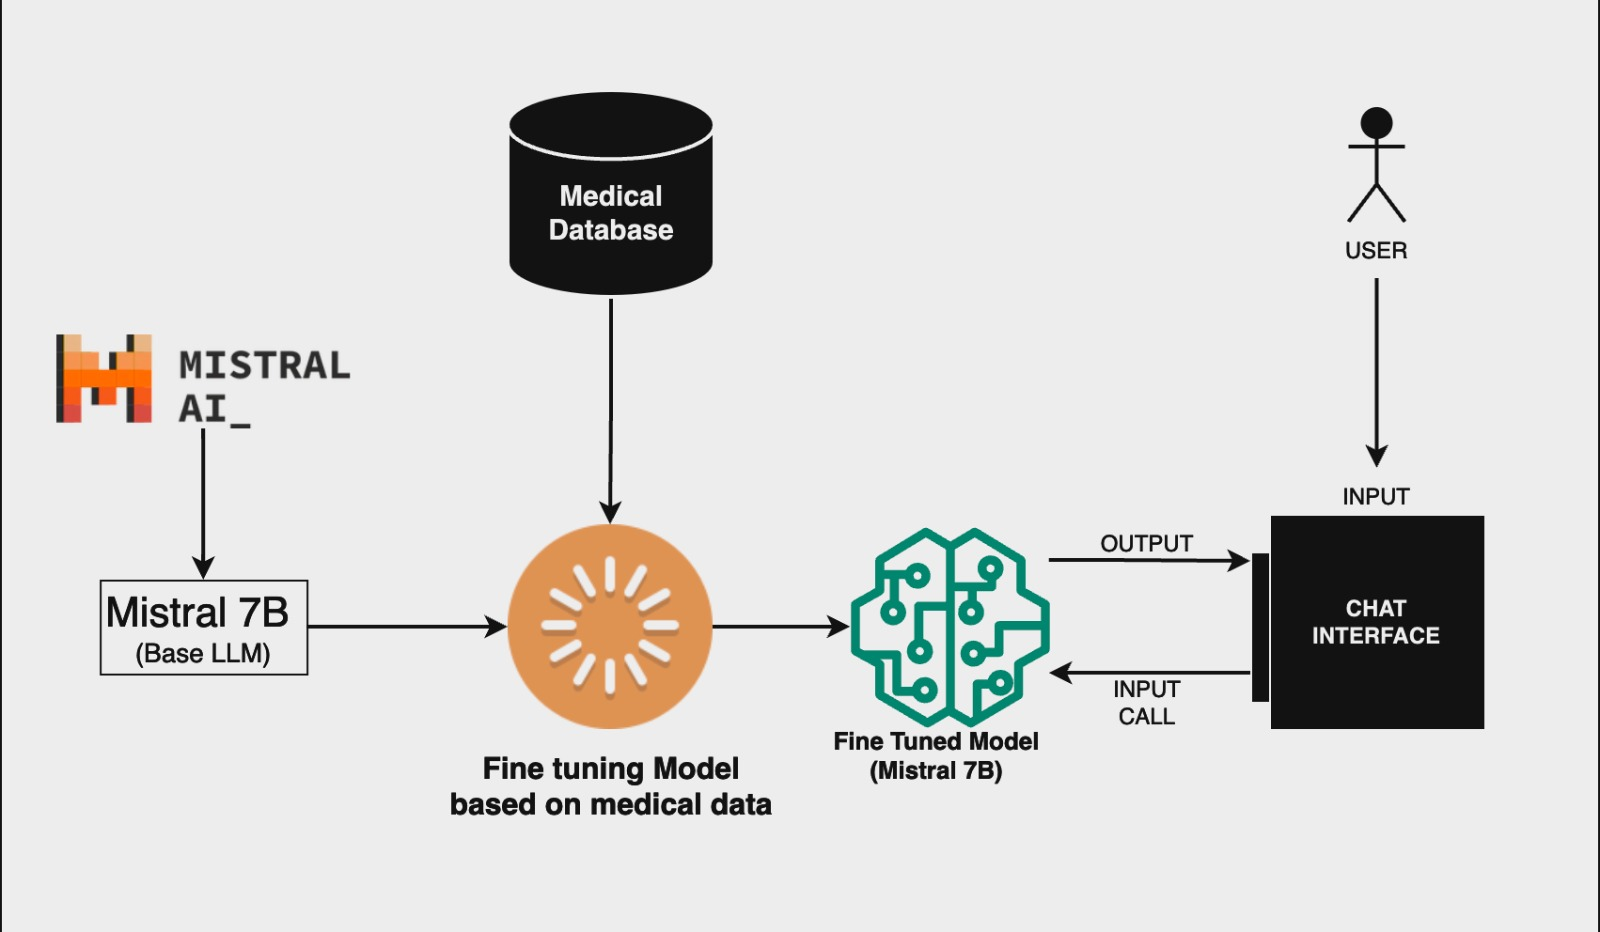 Medical
Database
USER
MISTRAL
AI_
INPUT
OUTPUT
Mistral 7B
(Base LLM)
CHAT
INTERFACE
INPUT
CALL
Fine Tuned Model
(Mistral 7B)
Fine tuning Model
based on medical data